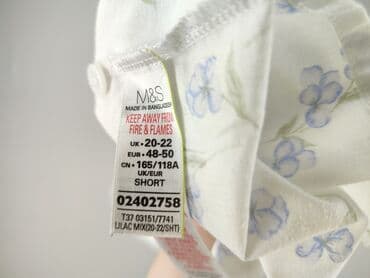 M&S
MADE IN BANGLADESH
KEEP AWAY FROM
FIRE & FLAMES
UK • 20-22
EUR • 48-50
CN • 165/118A
UK/EUR
SHORT
02402758
T37 03151/7741
LILAC MIX(20-22/SHT)